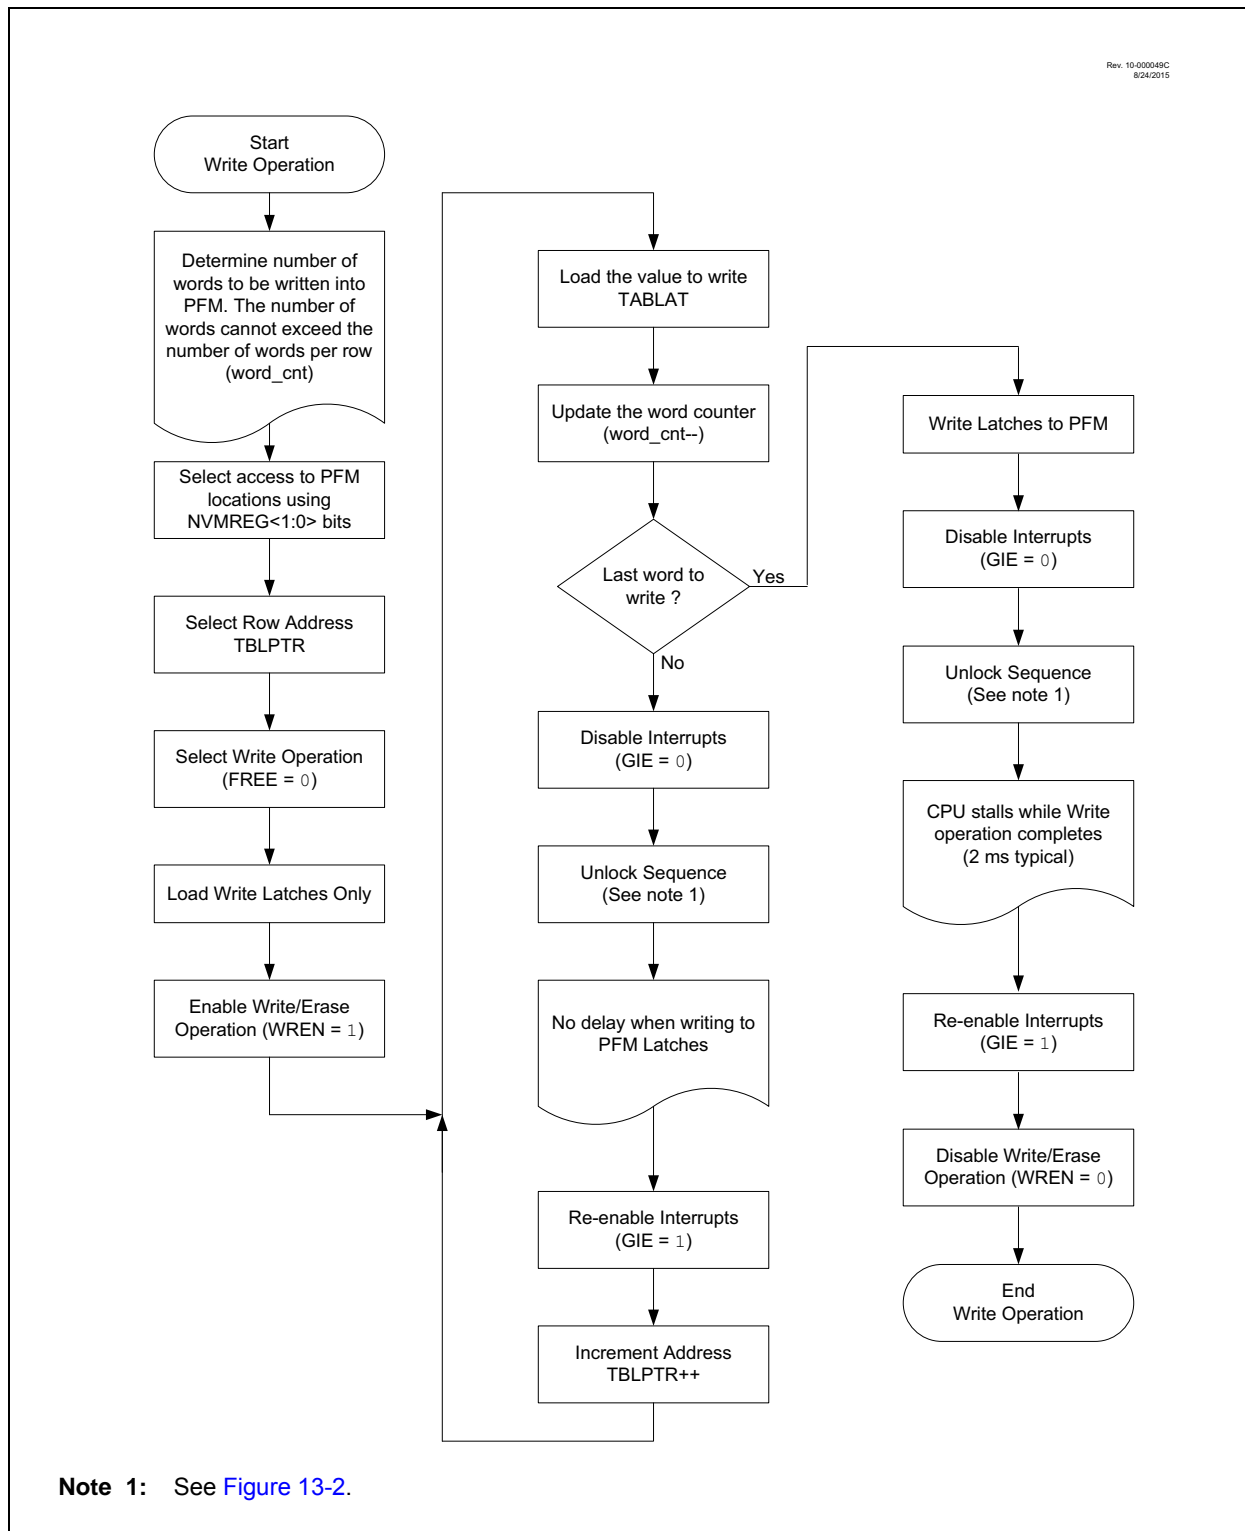 Rev. 10-000049C
8/24/2015
Start
Write Operation
Determine number of
words to be written into
PFM. The number of
words cannot exceed the
number of words per row
(word_cnt)
Select access to PFM
locations using
NVMREG<1:0> bits
Select Row Address
TBLPTR
Select Write Operation
(FREE = 0)
Load Write Latches Only
Enable Write/Erase
Operation (WREN = 1)
Load the value to write
TABLAT
Update the word counter
(word_cnt--)
Last word to
write ?
Yes
No
Disable Interrupts
(GIE = 0)
Unlock Sequence
(See note 1)
No delay when writing to
PFM Latches
Re-enable Interrupts
(GIE = 1)
Increment Address
TBLPTR++
Write Latches to PFM
Disable Interrupts
(GIE = 0)
Unlock Sequence
(See note 1)
CPU stalls while Write
operation completes
(2 ms typical)
Re-enable Interrupts
(GIE = 1)
Disable Write/Erase
Operation (WREN = 0)
End
Write Operation
Note 1: See Figure 13-2.